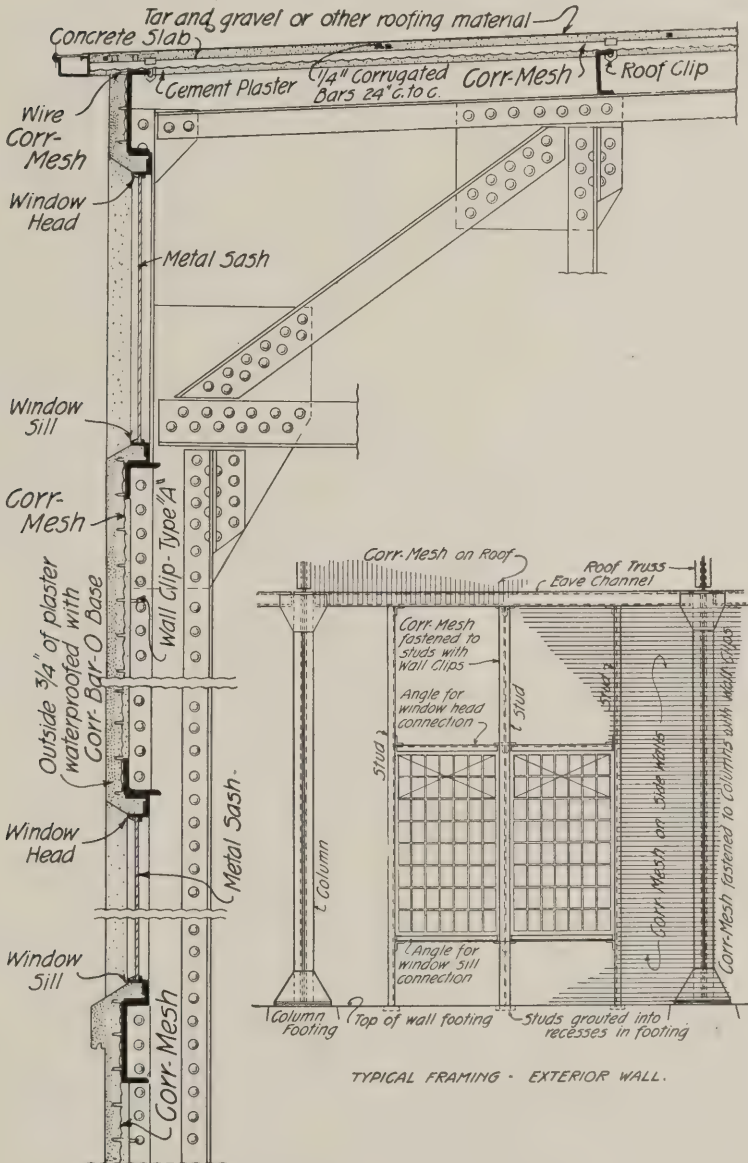 Tar and gravel or other roofing material
Concrete Slab
Cement Plaster
1/4" Corrugated
Bars 24" c. to c.
Corr-Mesh
Roof Clip
Wire
Corr-
Mesh
Window
Head
Metal Sash
Window
Sill
Corr-
Mesh
Wall Clip-Type "A"
Outside 3/4" of plaster
waterproofed with
Corr-Bar-O Base
Window
Head
Metal Sash-
Window
Sill
Corr-Mesh
Corr-Mesh on Roof
Roof Truss
Eave Channel
Corr-Mesh
fastened to
studs with
Wall Clips
Angle for
window head
connection
Stud
Stud
Stud
Column
Corr-Mesh on Side Walls
Corr-Mesh fastened to Columns with Wall Clips
Angle for
window sill
connection
Column
Footing
Top of wall footing
Studs grouted into
recesses in footing
TYPICAL FRAMING - EXTERIOR WALL.